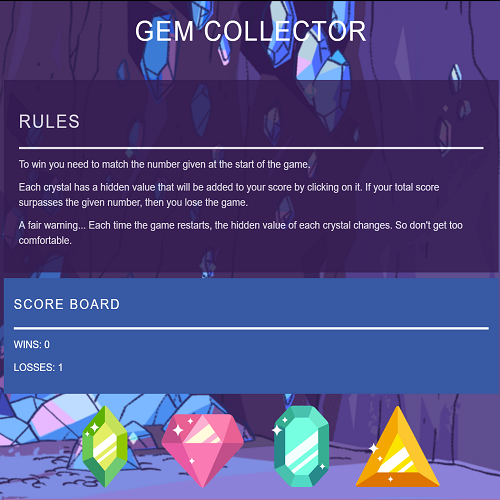 GEM COLLECTOR
RULES
To win you need to match the number given at the start of the game.
Each crystal has a hidden value that will be added to your score by clicking on it. If your total score
surpasses the given number, then you lose the game.
A fair warning... Each time the game restarts, the hidden value of each crystal changes. So don't get too
comfortable.
SCORE BOARD
WINS: 0
LOSSES: 1